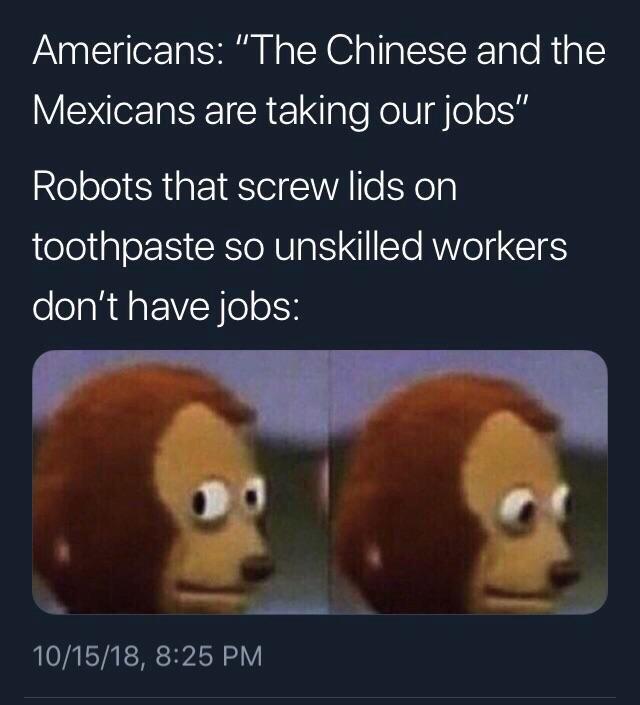 Americans: "The Chinese and the
Mexicans are taking our jobs"
Robots that screw lids on
toothpaste so unskilled workers
don't have jobs:
10/15/18, 8:25 PM